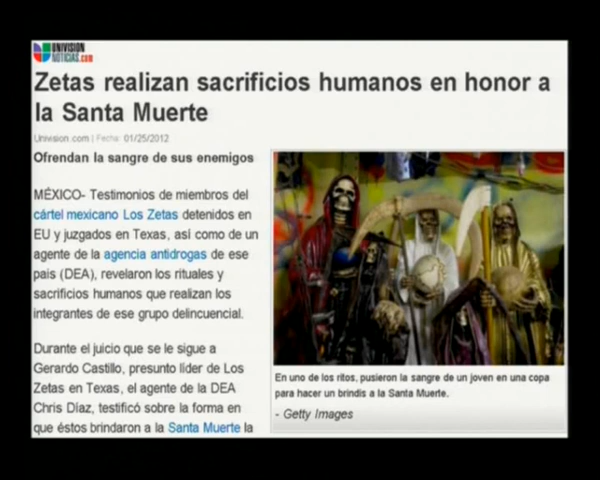 UNIVISION
NOTICIAS.com
Zetas realizan sacrificios humanos en honor a
la Santa Muerte
Univision.com | Fecha: 01/25/2012
Ofrendan la sangre de sus enemigos
MÉXICO- Testimonios de miembros del
cártel mexicano Los Zetas detenidos en
EU y juzgados en Texas, así como de un
agente de la agencia antidrogas de ese
país (DEA), revelaron los rituales y
sacrificios humanos que realizan los
integrantes de ese grupo delincuencial.
Durante el juicio que se le sigue a
Gerardo Castillo, presunto líder de Los
Zetas en Texas, el agente de la DEA
Chris Díaz, testificó sobre la forma en
que éstos brindaron a la Santa Muerte la
En uno de los ritos, pusieron la sangre de un joven en una copa
para hacer un brindis a la Santa Muerte.
- Getty Images